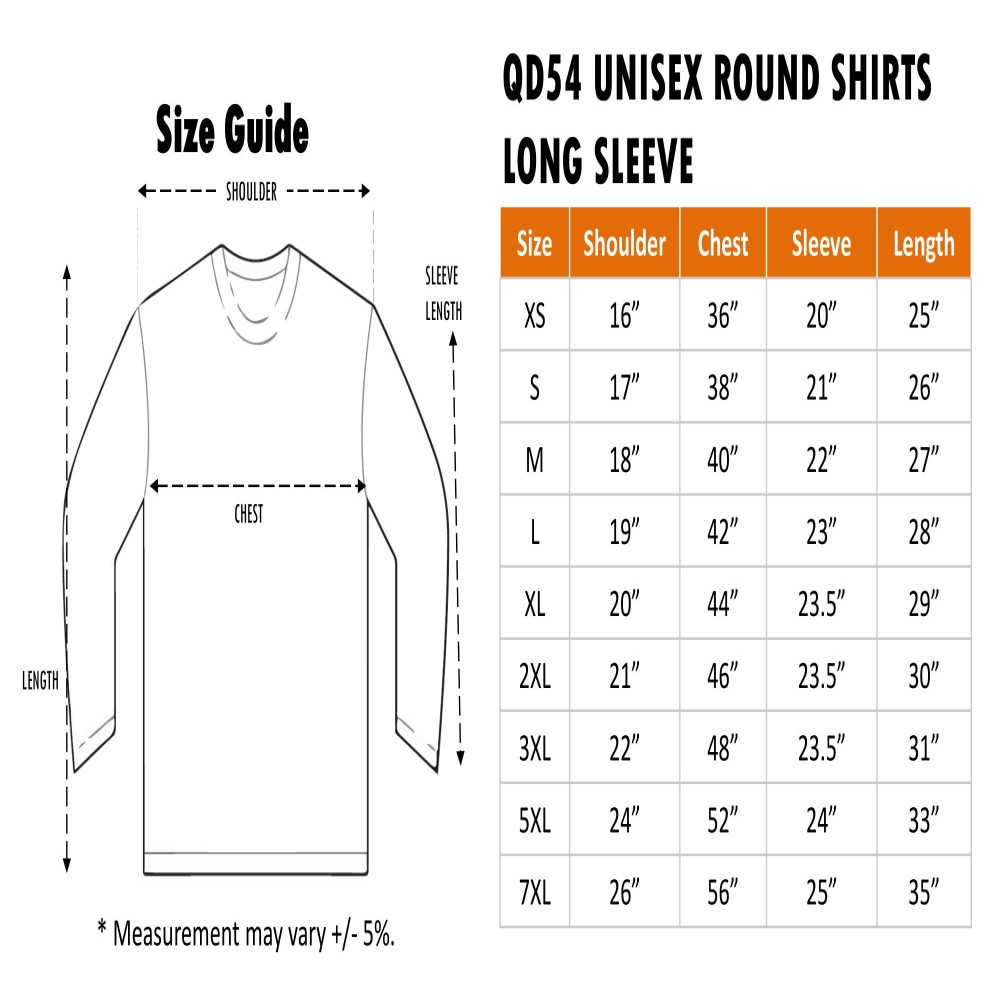 Size Guide
SHOULDER
SLEEVE
LENGTH
CHEST
LENGTH
* Measurement may vary +/- 5%.
QD54 UNISEX ROUND SHIRTS
LONG SLEEVE
Size Shoulder Chest Sleeve Length
XS 16” 36” 20” 25”
S 17” 38” 21” 26”
M 18” 40” 22” 27”
L 19” 42” 23” 28”
XL 20” 44” 23.5” 29”
2XL 21” 46” 23.5” 30”
3XL 22” 48” 23.5” 31”
5XL 24” 52” 24” 33”
7XL 26” 56” 25” 35”